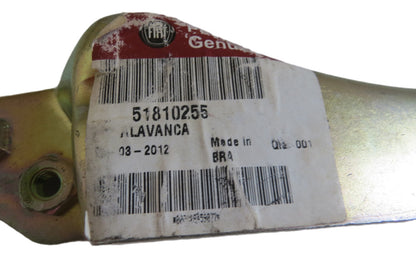 FIAT
'Genu
51810255
ALAVANCA
03-2012 Made in Qta. 001
BRA